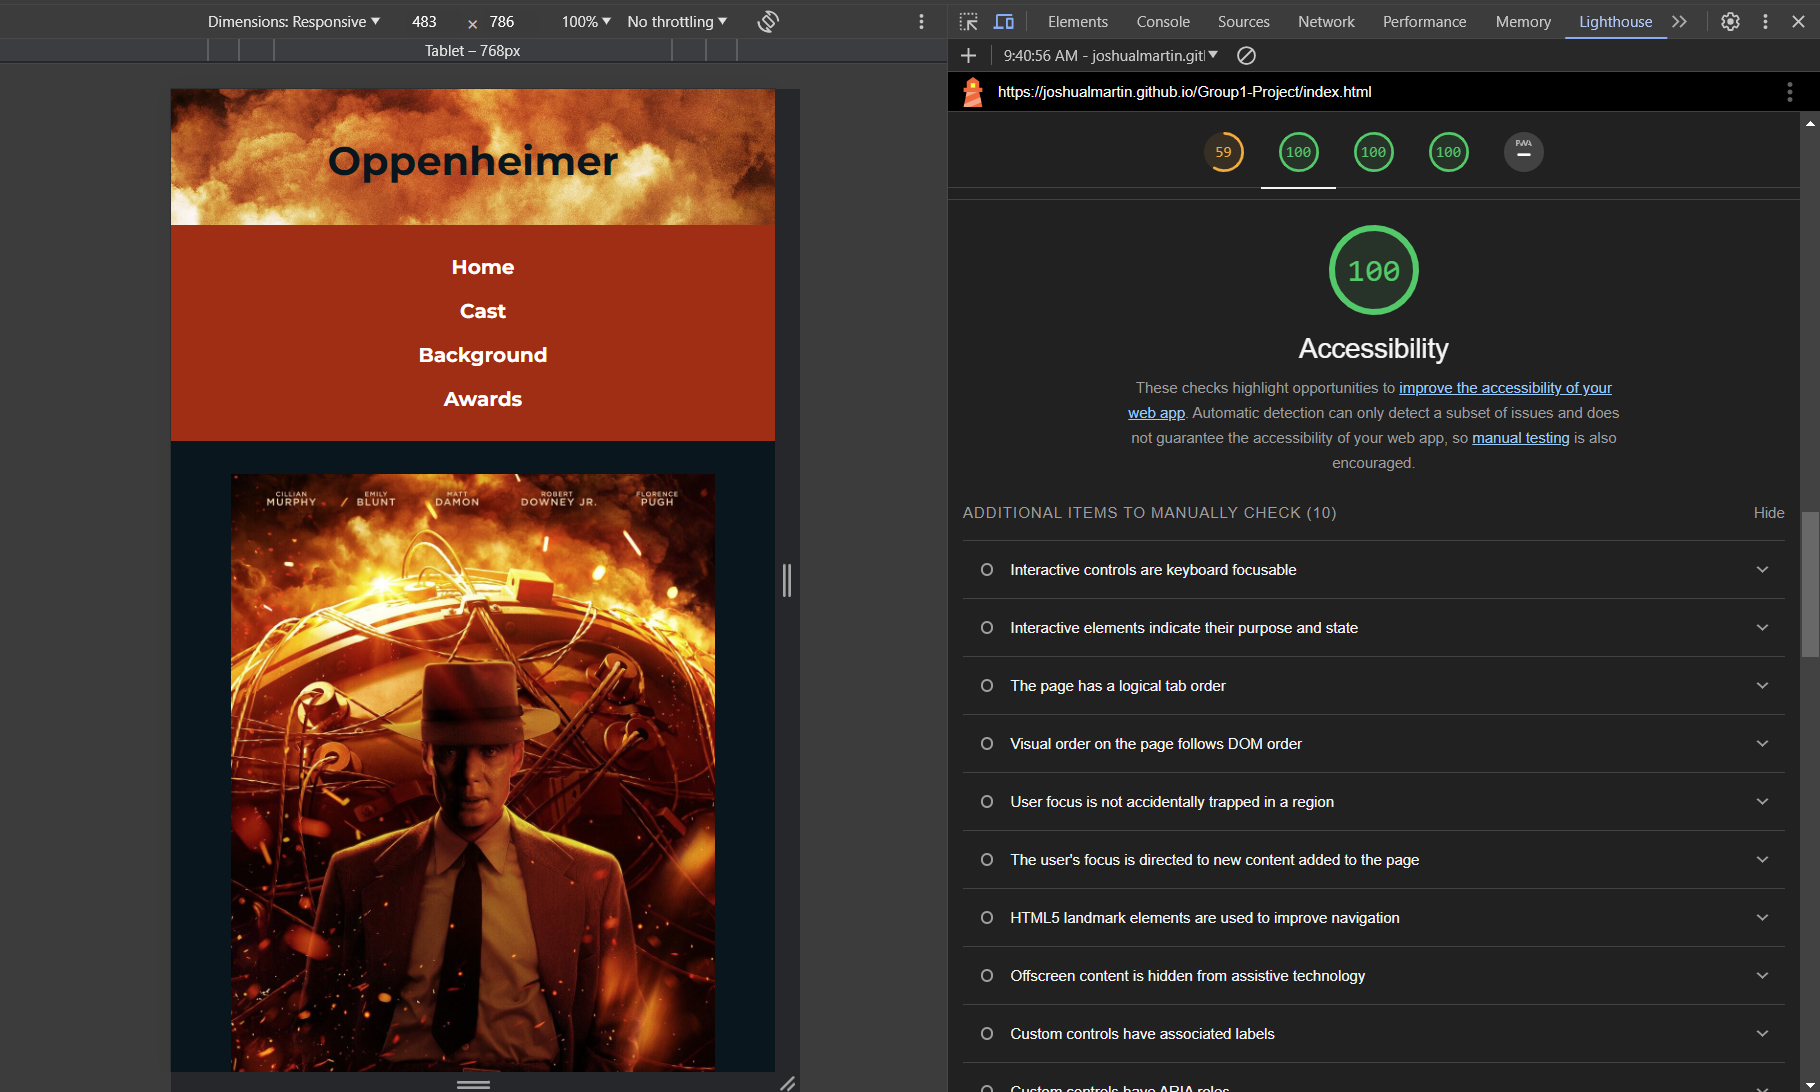 Dimensions: Responsive 483 × 786 100% No throttling
Tablet – 768px
Oppenheimer
Home
Cast
Background
Awards
CILLIAN MURPHY
EMILY BLUNT
MATT DAMON
ROBERT DOWNEY JR.
FLORENCE PUGH
Elements Console Sources Network Performance Memory Lighthouse
9:40:56 AM - joshualmartin.git
https://joshualmartin.github.io/Group1-Project/index.html
59 100 100 100 PWA
100
Accessibility
These checks highlight opportunities to improve the accessibility of your
web app. Automatic detection can only detect a subset of issues and does
not guarantee the accessibility of your web app, so manual testing is also
encouraged.
ADDITIONAL ITEMS TO MANUALLY CHECK (10) Hide
Interactive controls are keyboard focusable
Interactive elements indicate their purpose and state
The page has a logical tab order
Visual order on the page follows DOM order
User focus is not accidentally trapped in a region
The user's focus is directed to new content added to the page
HTML5 landmark elements are used to improve navigation
Offscreen content is hidden from assistive technology
Custom controls have associated labels
Custom controls have ARIA roles